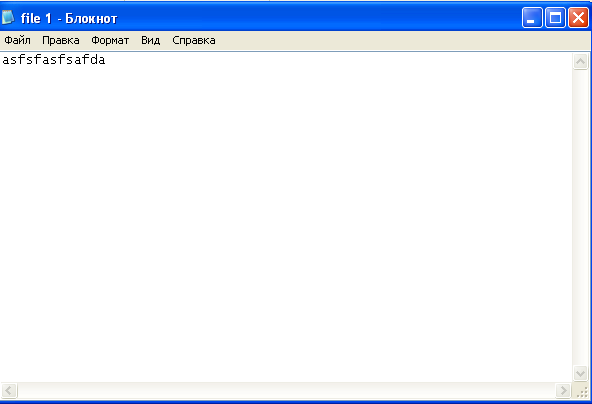 file 1 - Блокнот
Файл Правка Формат Вид Справка
asfsfasfsafda